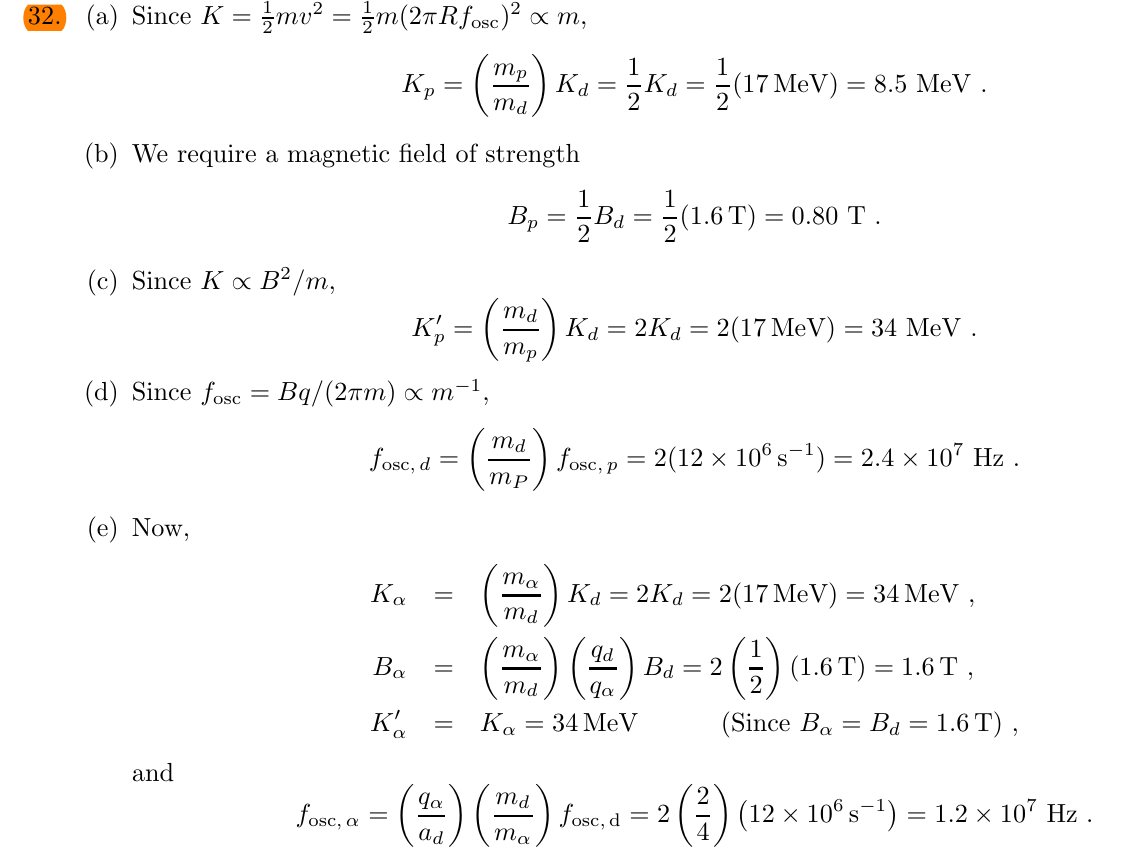 32. (a) Since K = ½mv² = ½m(2πRf_osc)² ∝ m,
K_p = (m_p/m_d) K_d = 1/2 K_d = 1/2 (17 MeV) = 8.5 MeV .
(b) We require a magnetic field of strength
B_p = 1/2 B_d = 1/2 (1.6 T) = 0.80 T .
(c) Since K ∝ B²/m,
K′_p = (m_d/m_p) K_d = 2K_d = 2(17 MeV) = 34 MeV .
(d) Since f_osc = Bq/(2πm) ∝ m⁻¹,
f_osc, d = (m_d/m_P) f_osc, p = 2(12 × 10⁶ s⁻¹) = 2.4 × 10⁷ Hz .
(e) Now,
K_α = (m_α/m_d) K_d = 2K_d = 2(17 MeV) = 34 MeV ,
B_α = (m_α/m_d) (q_d/q_α) B_d = 2 (1/2) (1.6 T) = 1.6 T ,
K′_α = K_α = 34 MeV (Since B_α = B_d = 1.6 T) ,
and
f_osc, α = (q_α/a_d) (m_d/m_α) f_osc, d = 2 (2/4) (12 × 10⁶ s⁻¹) = 1.2 × 10⁷ Hz .